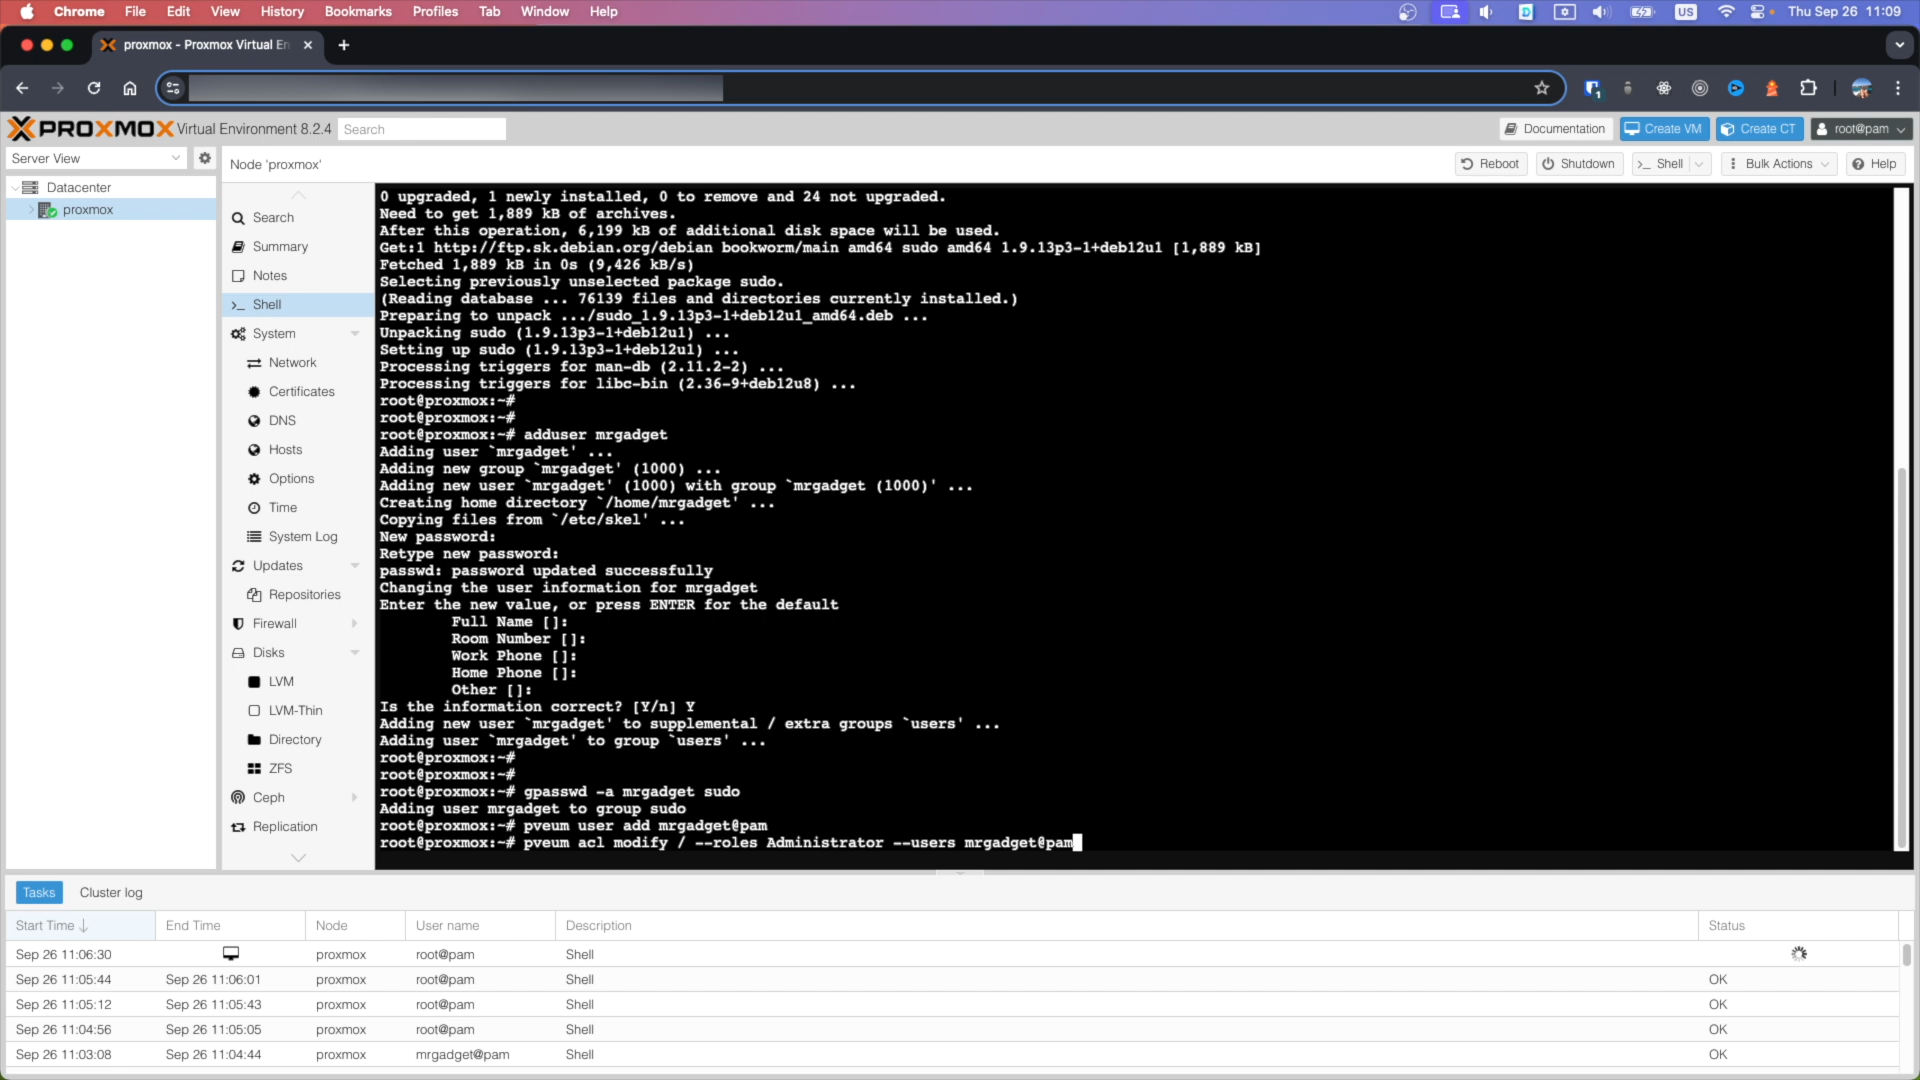 Chrome File Edit View History Bookmarks Profiles Tab Window Help
US Thu Sep 26 11:09
proxmox - Proxmox Virtual En
PROXMOX Virtual Environment 8.2.4 Search
Documentation Create VM Create CT root@pam
Server View
Node 'proxmox'
Reboot Shutdown >_ Shell Bulk Actions Help
Datacenter
proxmox
Search
Summary
Notes
>_ Shell
System
Network
Certificates
DNS
Hosts
Options
Time
System Log
Updates
Repositories
Firewall
Disks
LVM
LVM-Thin
Directory
ZFS
Ceph
Replication
0 upgraded, 1 newly installed, 0 to remove and 24 not upgraded.
Need to get 1,889 kB of archives.
After this operation, 6,199 kB of additional disk space will be used.
Get:1 http://ftp.sk.debian.org/debian bookworm/main amd64 sudo amd64 1.9.13p3-1+deb12u1 [1,889 kB]
Fetched 1,889 kB in 0s (9,426 kB/s)
Selecting previously unselected package sudo.
(Reading database ... 76139 files and directories currently installed.)
Preparing to unpack .../sudo_1.9.13p3-1+deb12u1_amd64.deb ...
Unpacking sudo (1.9.13p3-1+deb12u1) ...
Setting up sudo (1.9.13p3-1+deb12u1) ...
Processing triggers for man-db (2.11.2-2) ...
Processing triggers for libc-bin (2.36-9+deb12u8) ...
root@proxmox:~#
root@proxmox:~#
root@proxmox:~# adduser mrgadget
Adding user `mrgadget' ...
Adding new group `mrgadget' (1000) ...
Adding new user `mrgadget' (1000) with group `mrgadget (1000)' ...
Creating home directory `/home/mrgadget' ...
Copying files from `/etc/skel' ...
New password:
Retype new password:
passwd: password updated successfully
Changing the user information for mrgadget
Enter the new value, or press ENTER for the default
Full Name []:
Room Number []:
Work Phone []:
Home Phone []:
Other []:
Is the information correct? [Y/n] Y
Adding new user `mrgadget' to supplemental / extra groups `users' ...
Adding user `mrgadget' to group `users' ...
root@proxmox:~#
root@proxmox:~#
root@proxmox:~# gpasswd -a mrgadget sudo
Adding user mrgadget to group sudo
root@proxmox:~# pveum user add mrgadget@pam
root@proxmox:~# pveum acl modify / --roles Administrator --users mrgadget@pam
Tasks Cluster log
Start Time End Time Node User name Description Status
Sep 26 11:06:30 proxmox root@pam Shell
Sep 26 11:05:44 Sep 26 11:06:01 proxmox root@pam Shell OK
Sep 26 11:05:12 Sep 26 11:05:43 proxmox root@pam Shell OK
Sep 26 11:04:56 Sep 26 11:05:05 proxmox root@pam Shell OK
Sep 26 11:03:08 Sep 26 11:04:44 proxmox mrgadget@pam Shell OK